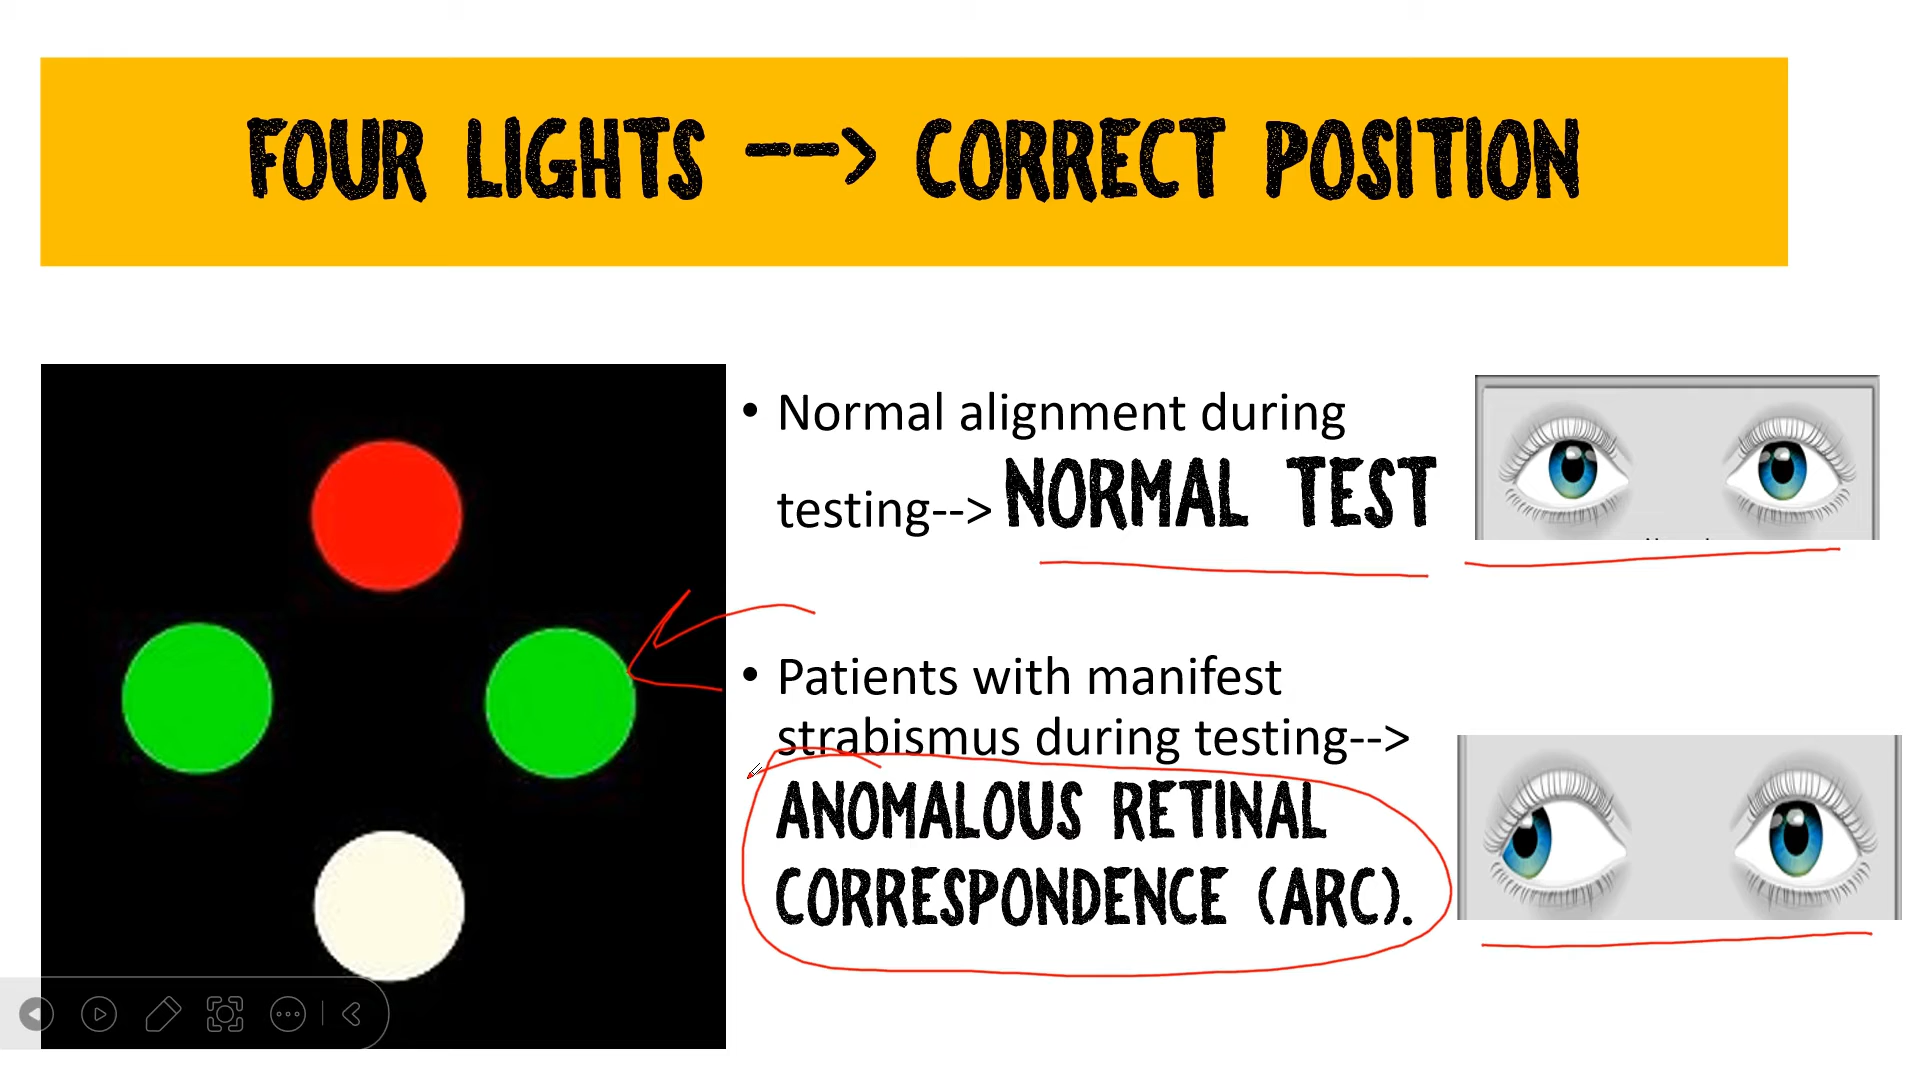 FOUR LIGHTS --> CORRECT POSITION
• Normal alignment during
testing--> NORMAL TEST
• Patients with manifest
strabismus during testing-->
ANOMALOUS RETINAL
CORRESPONDENCE (ARC).